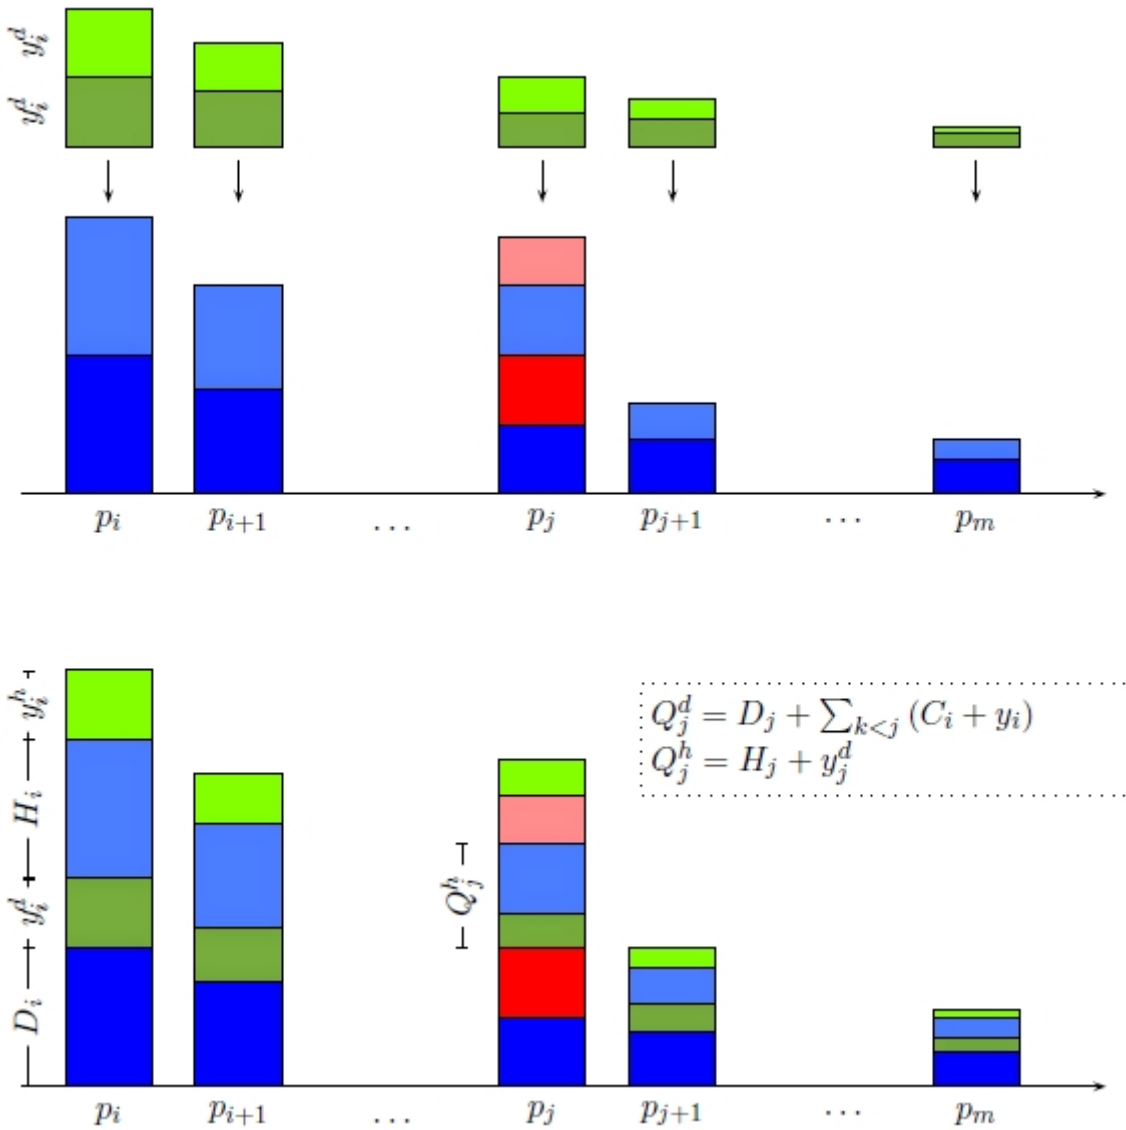 y_i^d
y_i^d
p_i p_{i+1} ... p_j p_{j+1} ... p_m
y_i^h
H_i
y_i^d
D_i
Q_j^h
Q_j^d = D_j + ∑_{k<j} (C_i + y_i)
Q_j^h = H_j + y_j^d
p_i p_{i+1} ... p_j p_{j+1} ... p_m